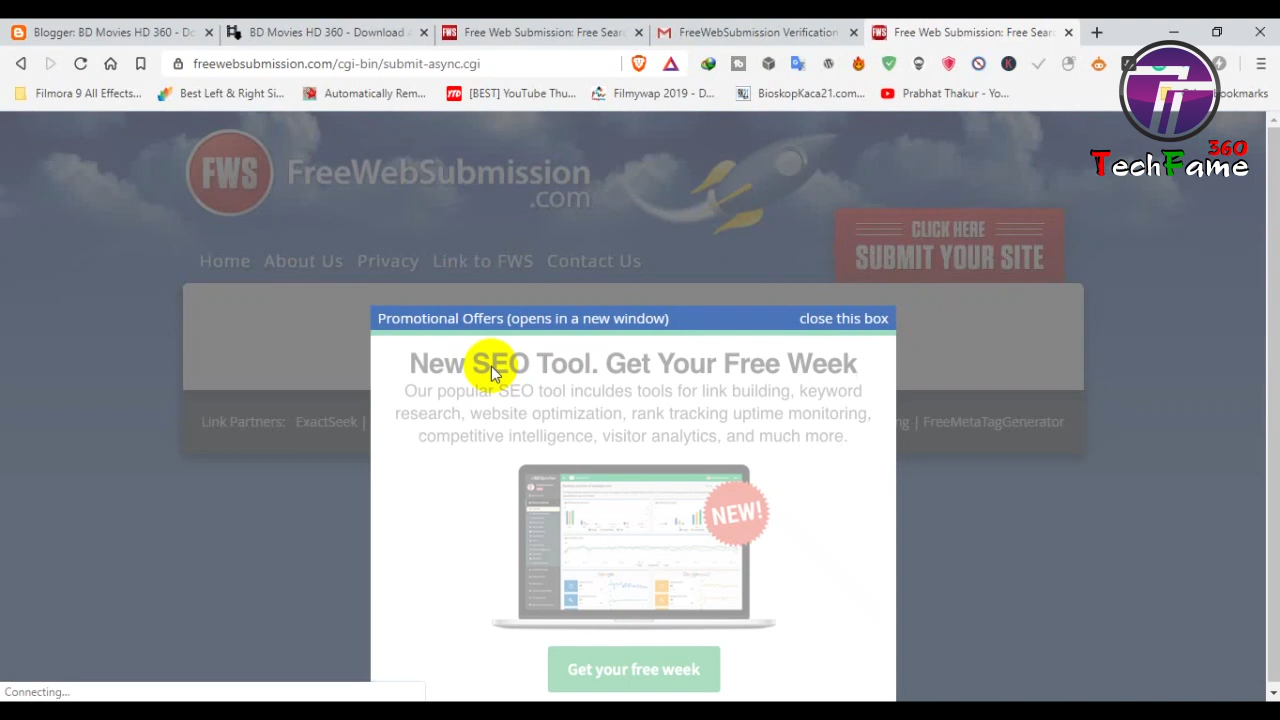 Blogger: BD Movies HD 360 - Do
BD Movies HD 360 - Download
Free Web Submission: Free Sear
FreeWebSubmission Verification
Free Web Submission: Free Sear
freewebsubmission.com/cgi-bin/submit-async.cgi
Filmora 9 All Effects...
Best Left & Right Si...
Automatically Rem...
[BEST] YouTube Thu...
Filmywap 2019 - D...
BioskopKaca21.com...
Prabhat Thakur - Yo...
bookmarks
360
TechFame
FWS
FreeWebSubmission
.com
CLICK HERE
SUBMIT YOUR SITE
Home About Us Privacy Link to FWS Contact Us
Promotional Offers (opens in a new window) close this box
New SEO Tool. Get Your Free Week
Our popular SEO tool inculdes tools for link building, keyword
research, website optimization, rank tracking uptime monitoring,
competitive intelligence, visitor analytics, and much more.
Link Partners: ExactSeek |
| FreeMetaTagGenerator
NEW!
Get your free week
Connecting...